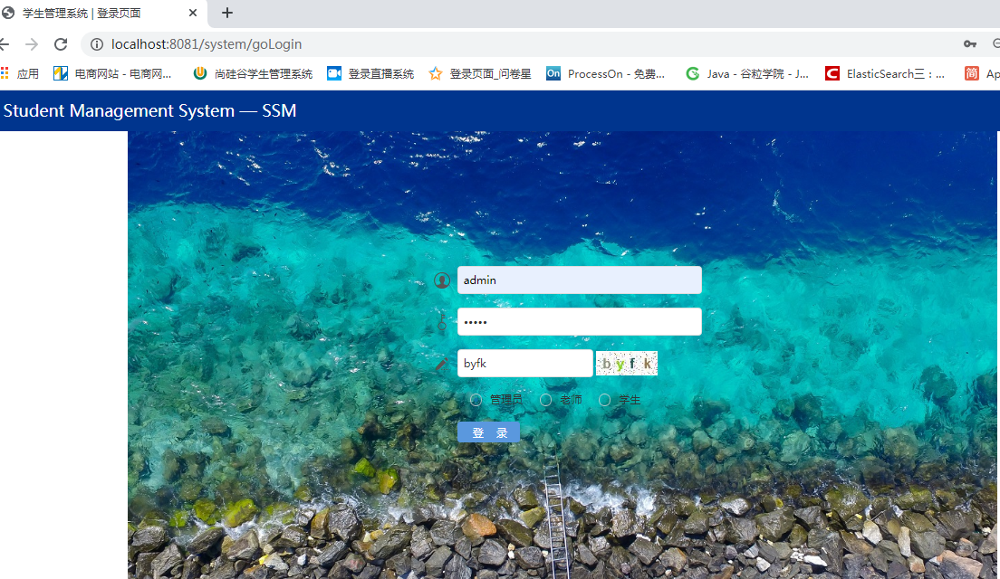 学生管理系统 | 登录页面
localhost:8081/system/goLogin
应用 电商网站 - 电商网... 尚硅谷学生管理系统 登录直播系统 登录页面_问卷星 On ProcessOn - 免费... Java - 谷粒学院 - J... ElasticSearch三：... 简 Ap
Student Management System — SSM
admin
•••••
byfk b y f k
管理员 老师 学生
登 录